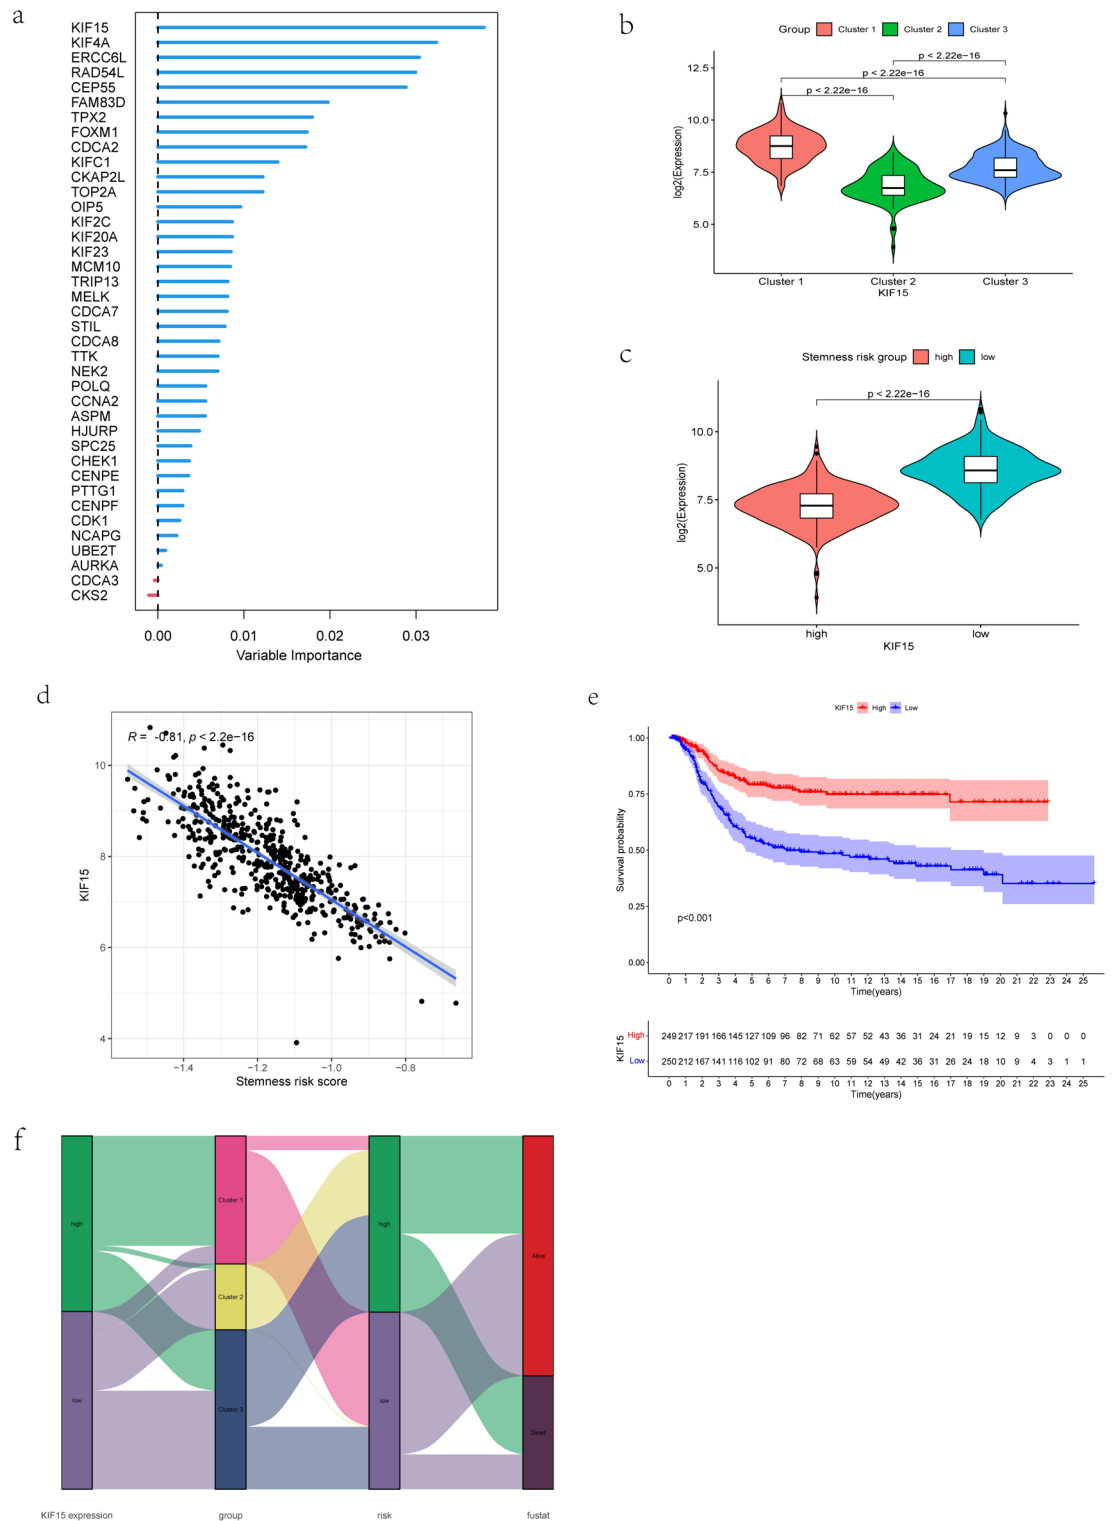 a
KIF15
KIF4A
ERCC6L
RAD54L
CEP55
FAM83D
TPX2
FOXM1
CDCA2
KIFC1
CKAP2L
TOP2A
OIP5
KIF2C
KIF20A
KIF23
MCM10
TRIP13
MELK
CDCA7
STIL
CDCA8
TTK
NEK2
POLQ
CCNA2
ASPM
HJURP
SPC25
CHEK1
CENPE
PTTG1
CENPF
CDK1
NCAPG
UBE2T
AURKA
CDCA3
CKS2
0.00 0.01 0.02 0.03
Variable Importance
b
Group Cluster 1 Cluster 2 Cluster 3
12.5
10.0
7.5
5.0
log2(Expression)
p < 2.22e-16
p < 2.22e-16
p < 2.22e-16
Cluster 1 Cluster 2 Cluster 3
KIF15
c
Stemness risk group high low
p < 2.22e-16
10.0
7.5
5.0
log2(Expression)
high low
KIF15
d
R = -0.81, p < 2.2e-16
10
8
6
4
KIF15
−1.4 −1.2 −1.0 −0.8
Stemness risk score
e
KIF15 High Low
1.00
0.75
0.50
0.25
0.00
Survival probability
p<0.001
0 1 2 3 4 5 6 7 8 9 10 11 12 13 14 15 16 17 18 19 20 21 22 23 24 25
Time(years)
KIF15
High 249 217 191 166 145 127 109 96 82 71 62 57 52 43 36 31 24 21 19 15 12 9 3 0 0 0
Low 250 212 167 141 116 102 91 80 72 68 63 59 54 49 42 36 31 26 24 18 10 9 4 3 1 1
0 1 2 3 4 5 6 7 8 9 10 11 12 13 14 15 16 17 18 19 20 21 22 23 24 25
Time(years)
f
high
low
Cluster 1
Cluster 2
Cluster 3
high
low
Alive
Dead
KIF15 expression group risk fustat